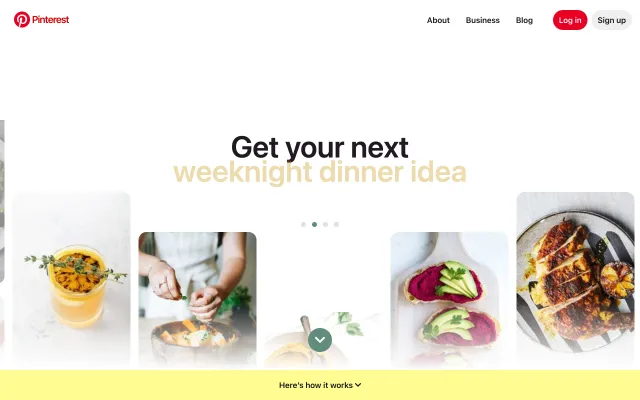 Pinterest
About
Business
Blog
Log in
Sign up
Get your next
weeknight dinner idea
Here's how it works